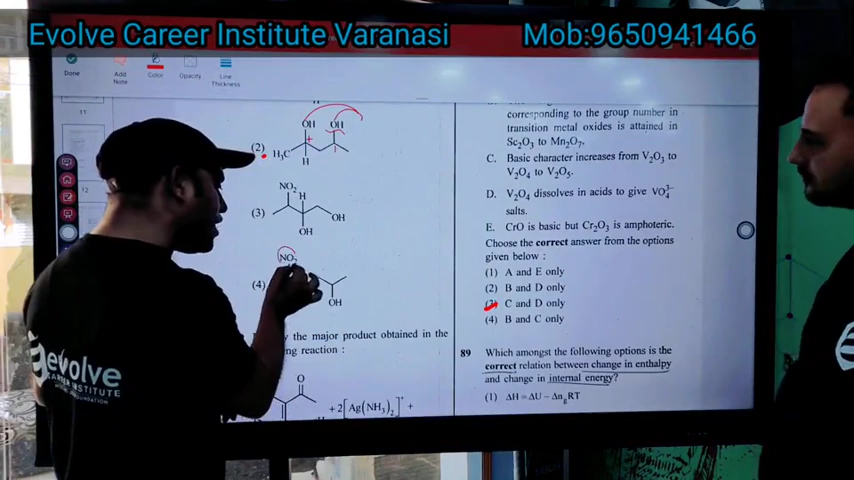 Evolve Career Institute Varanasi
Mob:9650941466
Done
Add
Note
Color
Opacity
Line
Thickness
11
12
OH OH
(2)
H₃C
H
NO₂
H
(3)
OH
OH
NO₂
(4)
OH
the major product obtained in the
reaction :
O
+ 2[Ag(NH₃)₂]⁺ +
corresponding to the group number in
transition metal oxides is attained in
Sc₂O₃ to Mn₂O₇.
C. Basic character increases from V₂O₃ to
V₂O₄ to V₂O₅.
D. V₂O₄ dissolves in acids to give VO₄³⁻
salts.
E. CrO is basic but Cr₂O₃ is amphoteric.
Choose the correct answer from the options
given below :
(1) A and E only
(2) B and D only
(3) C and D only
(4) B and C only
89 Which amongst the following options is the
correct relation between change in enthalpy
and change in internal energy?
(1) ΔH = ΔU − Δn_gRT
evolve
CAREER INSTITUTE
FOUNDATION